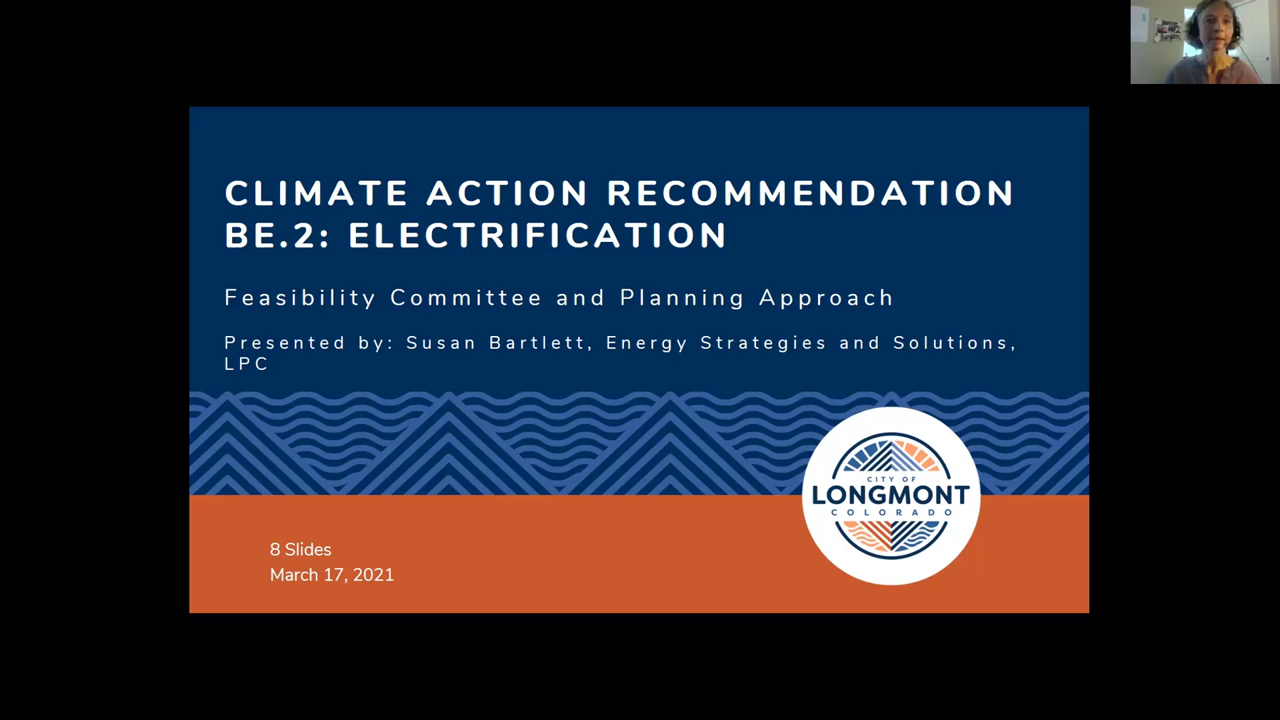 CLIMATE ACTION RECOMMENDATION
BE.2: ELECTRIFICATION
Feasibility Committee and Planning Approach
Presented by: Susan Bartlett, Energy Strategies and Solutions,
LPC
CITY OF
LONGMONT
COLORADO
8 Slides
March 17, 2021